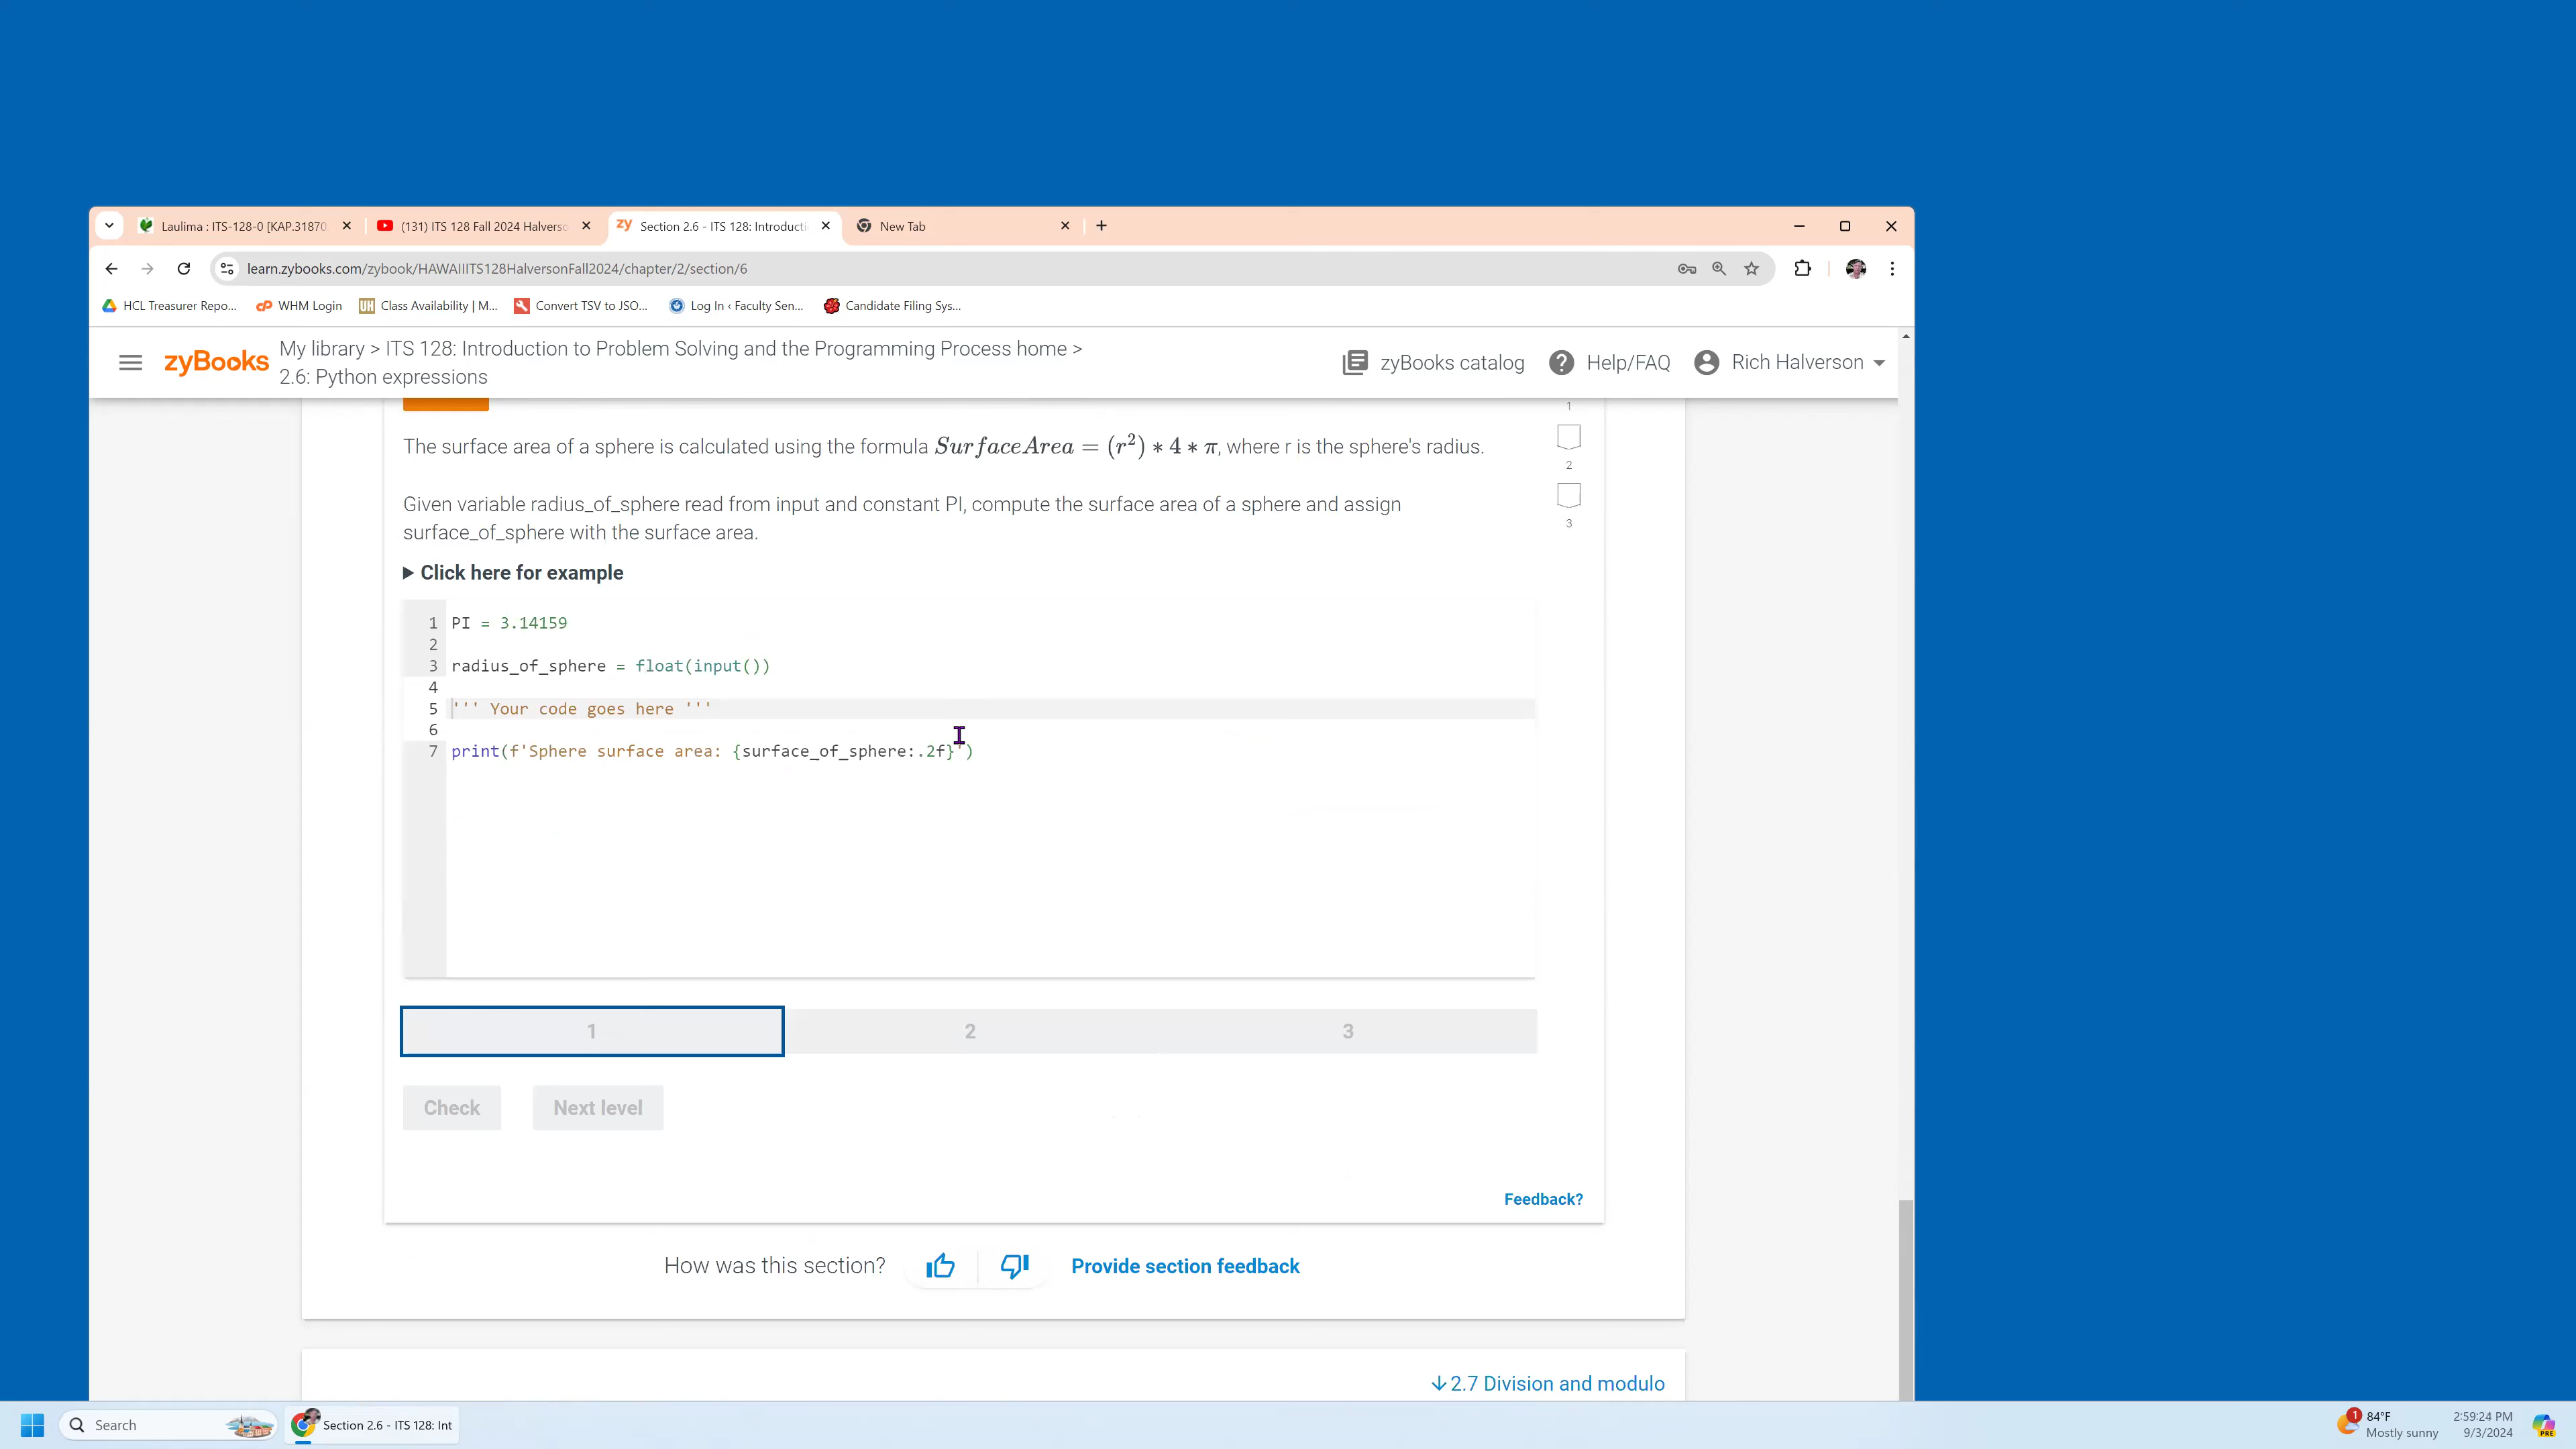 Laulima : ITS-128-0 [KAP.31870
(131) ITS 128 Fall 2024 Halverso
zy Section 2.6 - ITS 128: Introducti
New Tab
learn.zybooks.com/zybook/HAWAIIITS128HalversonFall2024/chapter/2/section/6
HCL Treasurer Repo...
WHM Login
Class Availability | M...
Convert TSV to JSO...
Log In ‹ Faculty Sen...
Candidate Filing Sys...
zyBooks
My library > ITS 128: Introduction to Problem Solving and the Programming Process home >
2.6: Python expressions
zyBooks catalog
Help/FAQ
Rich Halverson
1
The surface area of a sphere is calculated using the formula SurfaceArea = (r²) * 4 * π, where r is the sphere's radius.
2
Given variable radius_of_sphere read from input and constant PI, compute the surface area of a sphere and assign
surface_of_sphere with the surface area.
3
Click here for example
1 PI = 3.14159
2
3 radius_of_sphere = float(input())
4
5 ''' Your code goes here '''
6
7 print(f'Sphere surface area: {surface_of_sphere:.2f}')
1 2 3
Check Next level
Feedback?
How was this section?
Provide section feedback
2.7 Division and modulo
Search
Section 2.6 - ITS 128: Int
1
84°F
Mostly sunny
2:59:24 PM
9/3/2024
PRE